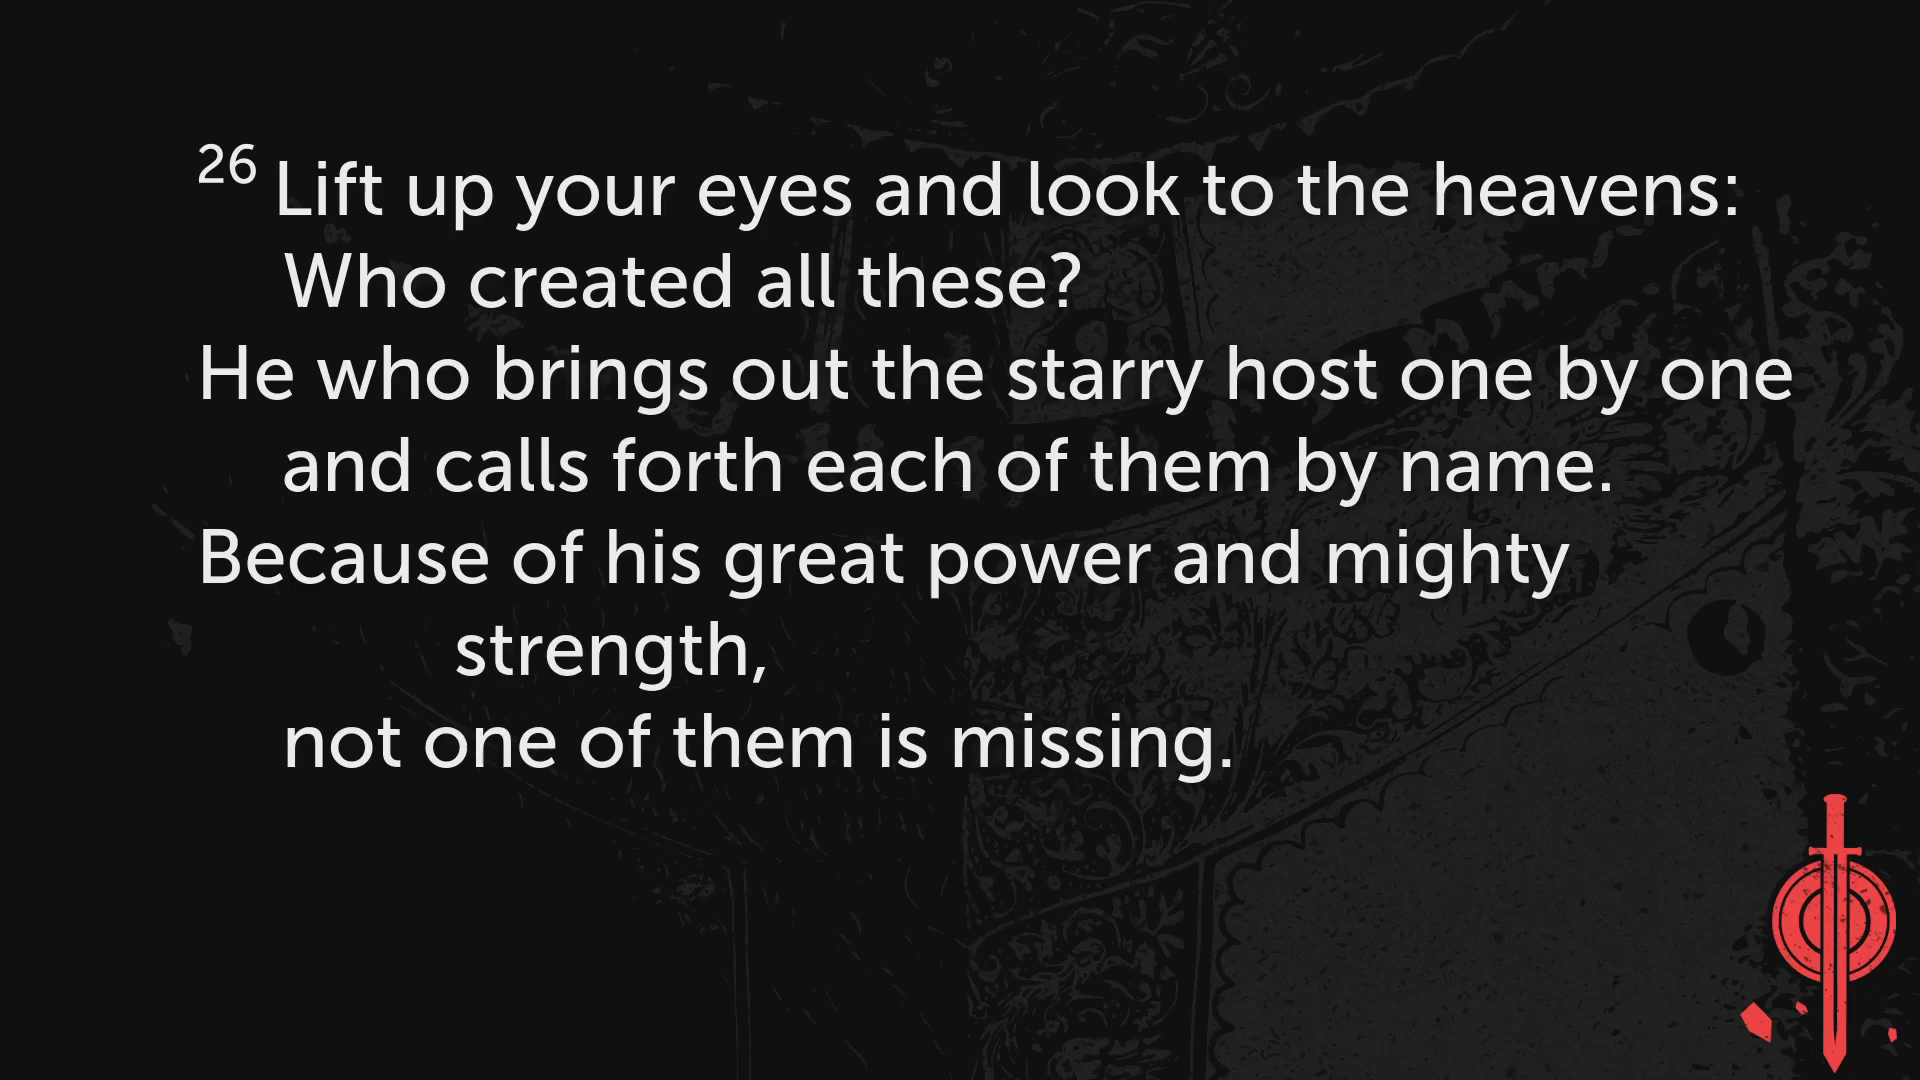 26 Lift up your eyes and look to the heavens:
Who created all these?
He who brings out the starry host one by one
and calls forth each of them by name.
Because of his great power and mighty
strength,
not one of them is missing.